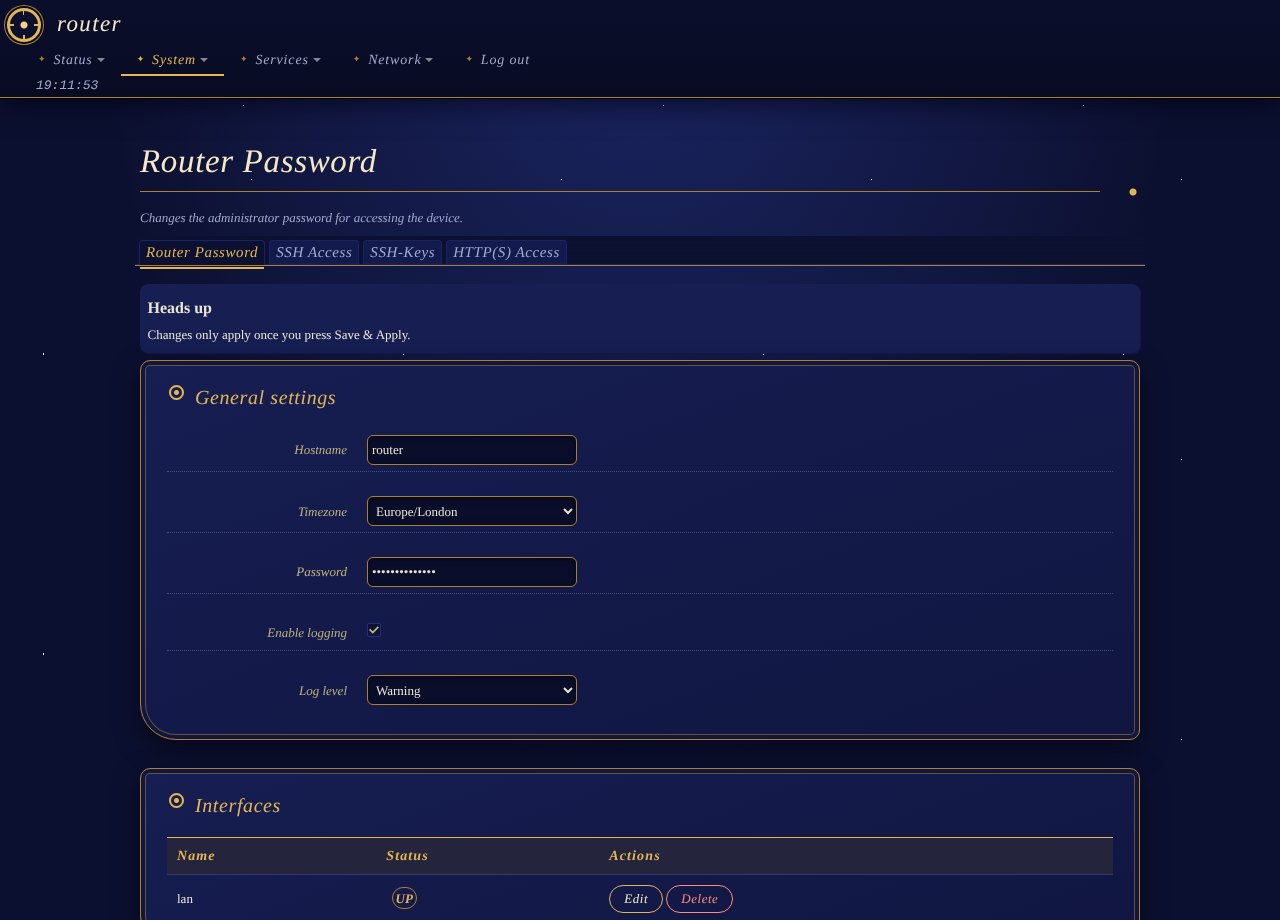 router
Status System Services Network Log out
19:11:53
Router Password
Changes the administrator password for accessing the device.
Router Password SSH Access SSH-Keys HTTP(S) Access
Heads up
Changes only apply once you press Save & Apply.
General settings
Hostname router
Timezone Europe/London
Password ••••••••••••••
Enable logging
Log level Warning
Interfaces
Name Status Actions
lan UP Edit Delete